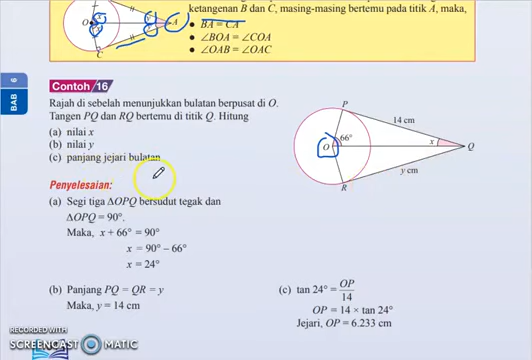 ketengenan B dan C, masing-masing bertemu pada titik A, maka,
• BA = CA
• ∠BOA = ∠COA
• ∠OAB = ∠OAC
O x y A
x y
C
BAB 6
Contoh 16
Rajah di sebelah menunjukkan bulatan berpusat di O.
Tangen PQ dan RQ bertemu di titik Q. Hitung
(a) nilai x
(b) nilai y
(c) panjang jejari bulatan
P
14 cm
O 66° x Q
y cm
R
Penyelesaian:
(a) Segi tiga ΔOPQ bersudut tegak dan
∆OPQ = 90°.
Maka, x + 66° = 90°
x = 90° – 66°
x = 24°
(b) Panjang PQ = QR = y
Maka, y = 14 cm
(c) tan 24° = OP/14
OP = 14 × tan 24°
Jejari, OP = 6.233 cm
RECORDED WITH
SCREENCAST MATIC